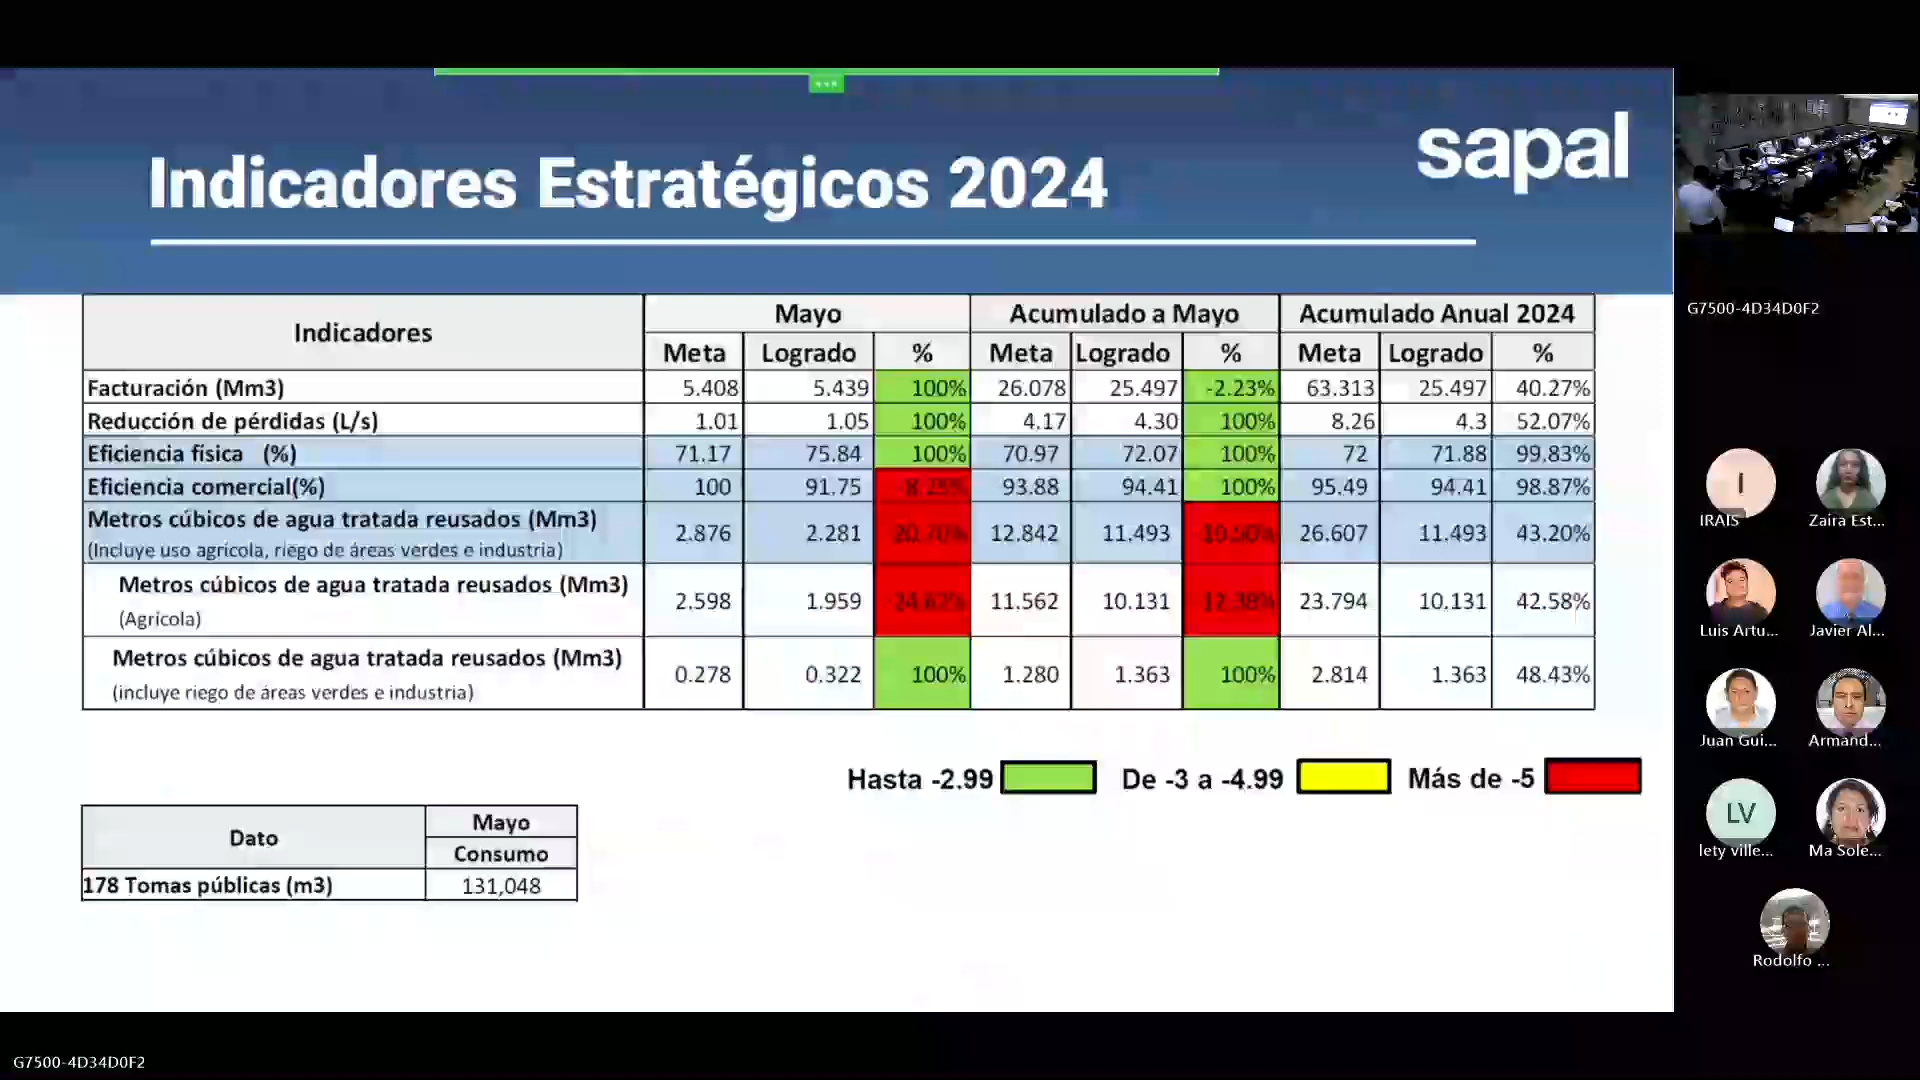 sapal
Indicadores Estratégicos 2024
Indicadores Mayo Acumulado a Mayo Acumulado Anual 2024
Meta Logrado % Meta Logrado % Meta Logrado %
Facturación (Mm3) 5.408 5.439 100% 26.078 25.497 -2.23% 63.313 25.497 40.27%
Reducción de pérdidas (L/s) 1.01 1.05 100% 4.17 4.30 100% 8.26 4.3 52.07%
Eficiencia física (%) 71.17 75.84 100% 70.97 72.07 100% 72 71.88 99.83%
Eficiencia comercial(%) 100 91.75 -8.25% 93.88 94.41 100% 95.49 94.41 98.87%
Metros cúbicos de agua tratada reusados (Mm3) 2.876 2.281 12.842 11.493 26.607 11.493 43.20%
(Incluye uso agrícola, riego de áreas verdes e industria)
Metros cúbicos de agua tratada reusados (Mm3) 2.598 1.959 11.562 10.131 23.794 10.131 42.58%
(Agrícola)
Metros cúbicos de agua tratada reusados (Mm3) 0.278 0.322 100% 1.280 1.363 100% 2.814 1.363 48.43%
(incluye riego de áreas verdes e industria)
Hasta -2.99 De -3 a -4.99 Más de -5
Dato Mayo
Consumo
178 Tomas públicas (m3) 131,048
G7500-4D34D0F2
I
IRAIS Zaira Est...
Luis Artu... Javier Al...
Juan Gui... Armand...
LV
lety ville... Ma Sole...
Rodolfo ...
G7500-4D34D0F2